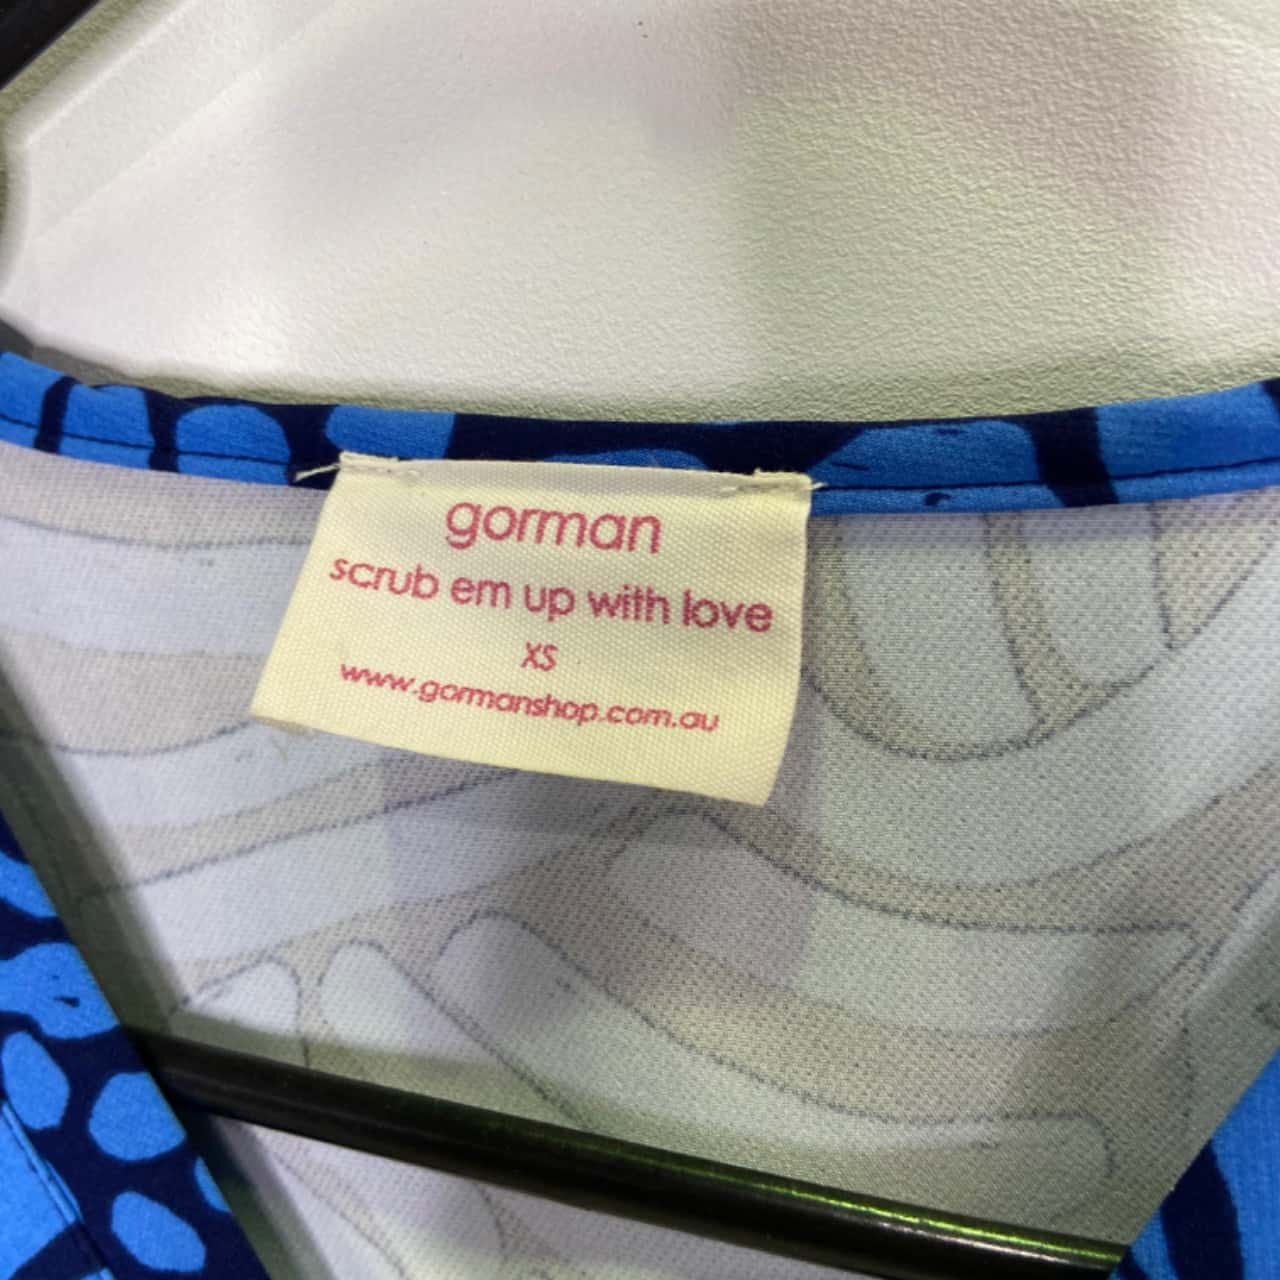 gorman
scrub em up with love
XS
www.gormanshop.com.au